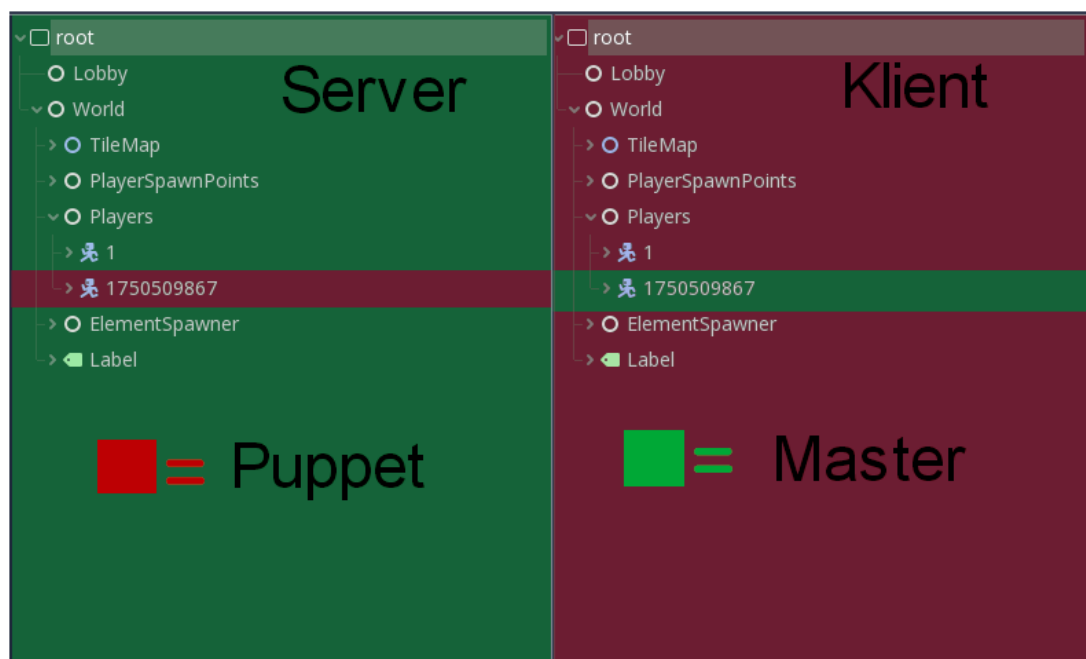 root
Lobby
Server
World
TileMap
PlayerSpawnPoints
Players
1
1750509867
ElementSpawner
Label
= Puppet
root
Lobby
Klient
World
TileMap
PlayerSpawnPoints
Players
1
1750509867
ElementSpawner
Label
= Master